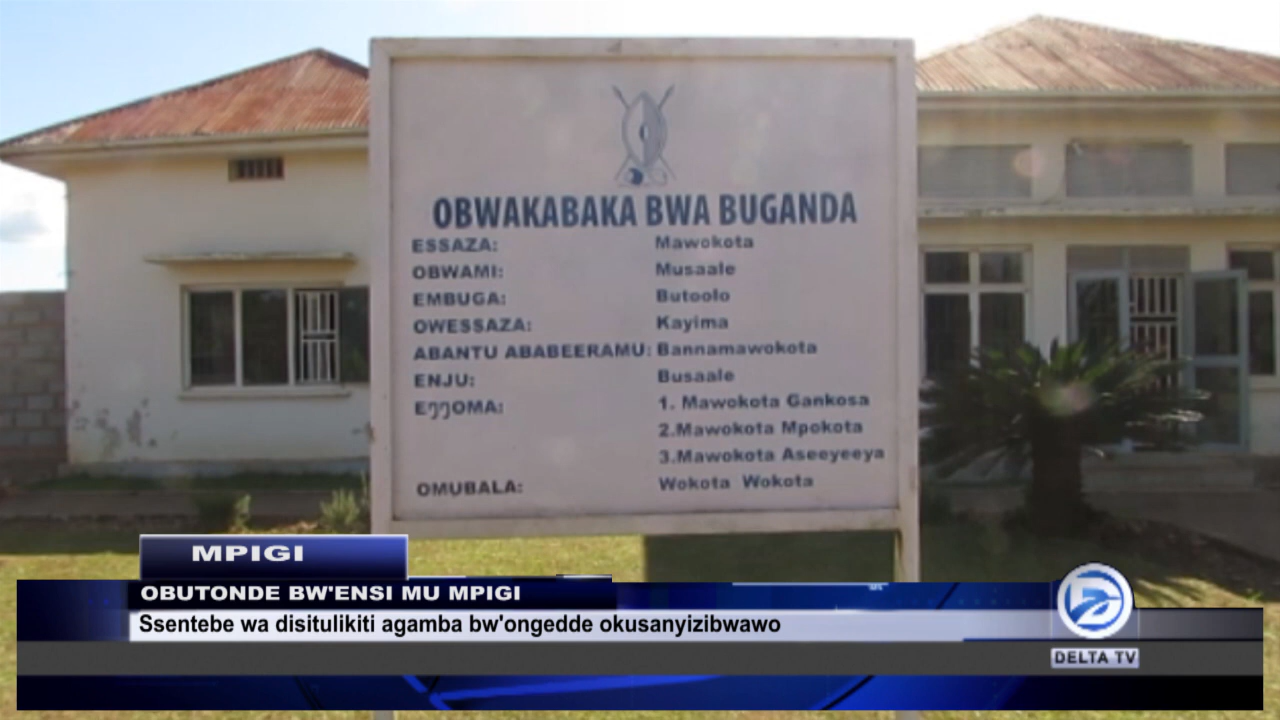 OBWAKABAKA BWA BUGANDA
ESSAZA: Mawokota
OBWAMI: Musaale
EMBUGA: Butoolo
OWESSAZA: Kayima
ABANTU ABABEERAMU: Bannamawokota
ENJU: Busaale
EŊŊOMA: 1. Mawokota Gankosa
2.Mawokota Mpokota
3.Mawokota Aseeyeeya
OMUBALA: Wokota Wokota
MPIGI
OBUTONDE BW'ENSI MU MPIGI
Ssentebe wa disitulikiti agamba bw'ongedde okusanyizibwawo
DELTA TV